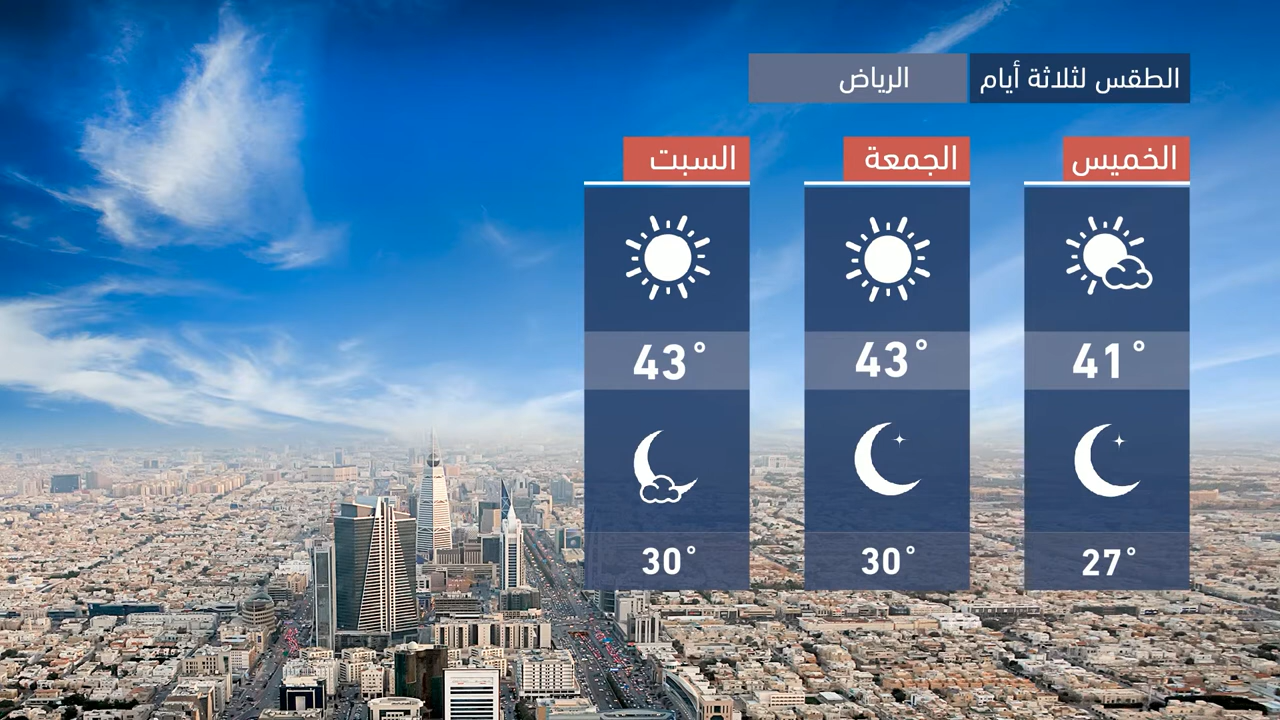 الطقس لثلاثة أيام
الرياض
الخميس
الجمعة
السبت
41°
43°
43°
27°
30°
30°